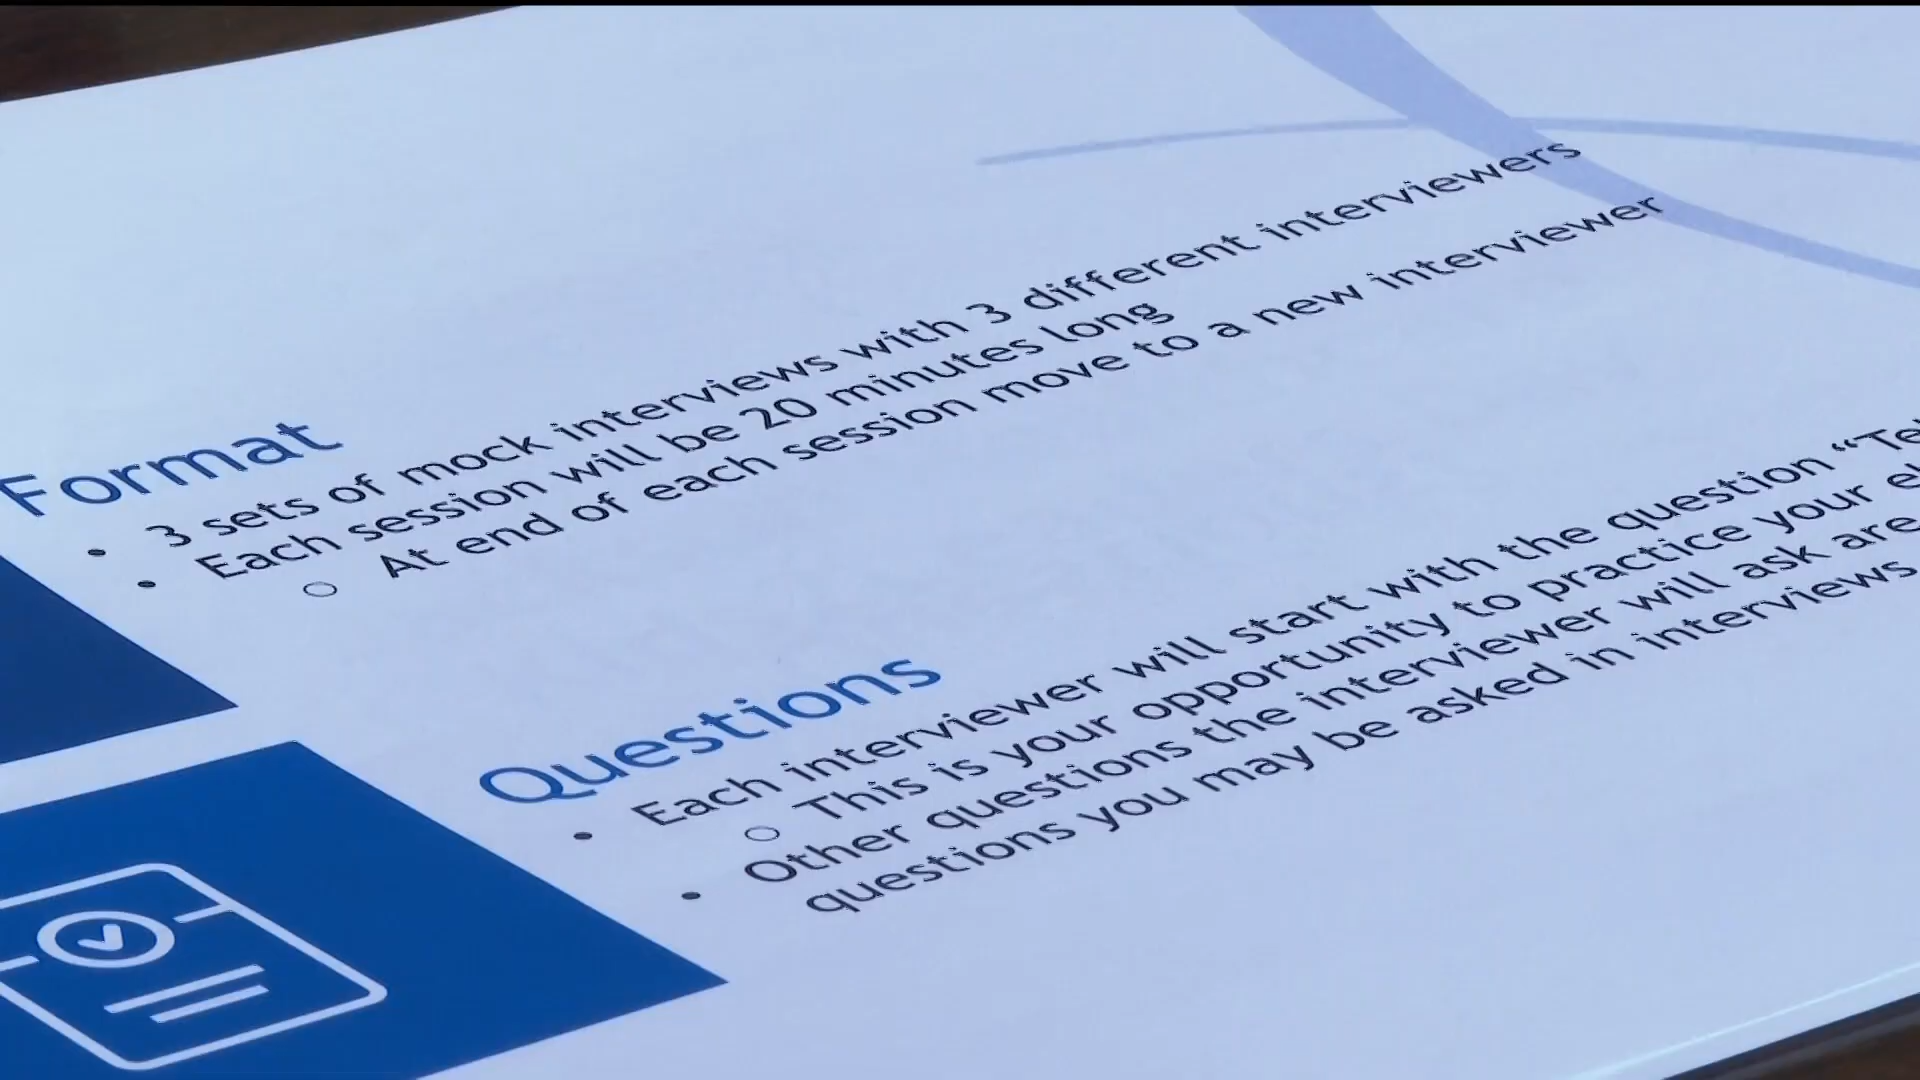 Format
• 3 sets of mock interviews with 3 different interviewers
• Each session will be 20 minutes long
○ At end of each session move to a new interviewer
Questions
• Each interviewer will start with the question “Te
○ This is your opportunity to practice your
• Other questions the interviewer will ask are
questions you may be asked in interviews